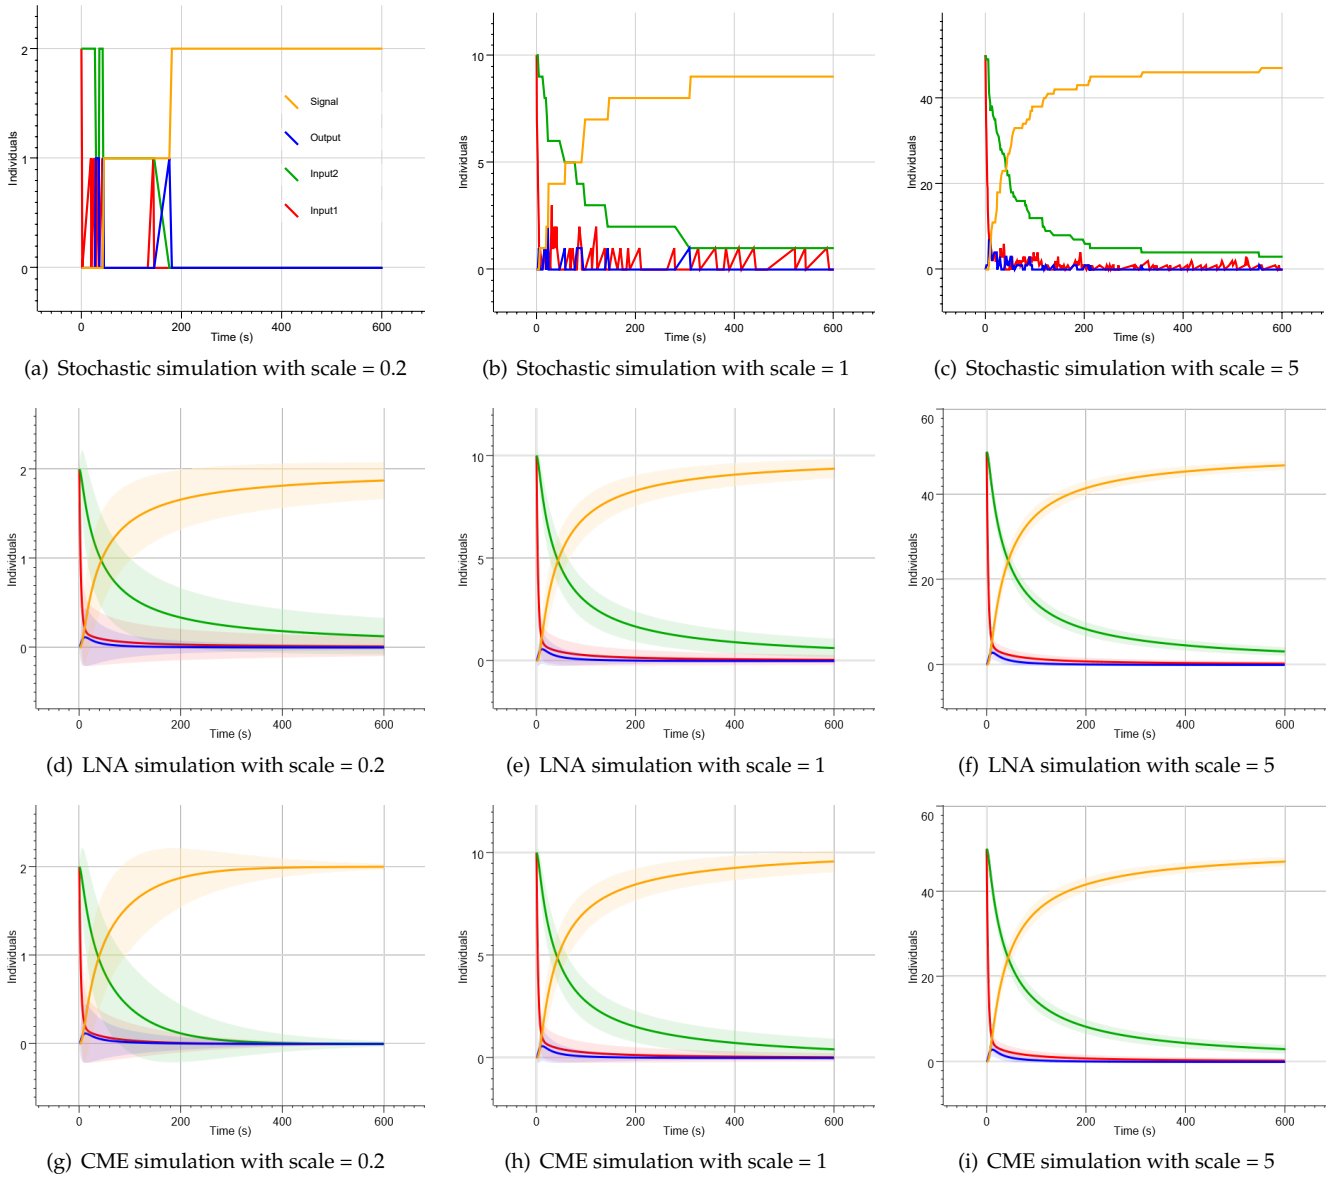 Individuals
2
1
0
Signal
Output
Input2
Input1
0 200 400 600
Time (s)
(a) Stochastic simulation with scale = 0.2
Individuals
10
5
0
0 200 400 600
Time (s)
(b) Stochastic simulation with scale = 1
Individuals
40
20
0
0 200 400 600
Time (s)
(c) Stochastic simulation with scale = 5
Individuals
2
1
0
0 200 400 600
Time (s)
(d) LNA simulation with scale = 0.2
Individuals
10
5
0
0 200 400 600
Time (s)
(e) LNA simulation with scale = 1
Individuals
60
40
20
0
0 200 400 600
Time (s)
(f) LNA simulation with scale = 5
Individuals
2
1
0
0 200 400 600
Time (s)
(g) CME simulation with scale = 0.2
Individuals
10
5
0
0 200 400 600
Time (s)
(h) CME simulation with scale = 1
Individuals
60
40
20
0
0 200 400 600
Time (s)
(i) CME simulation with scale = 5